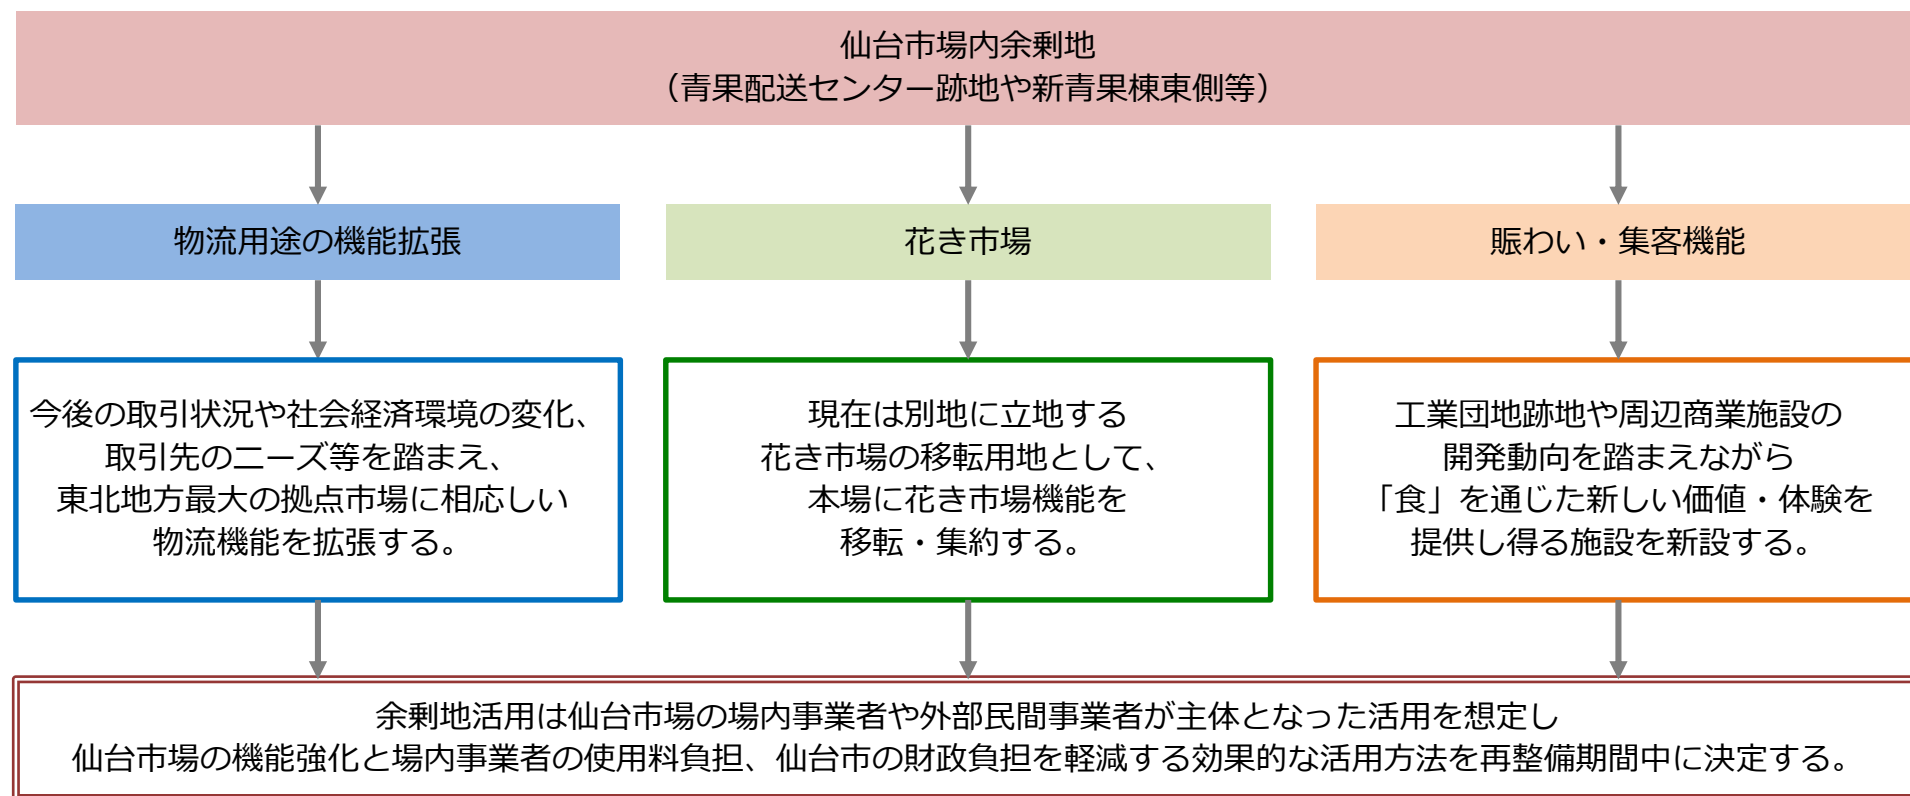 仙台市場内余剰地
（青果配送センター跡地や新青果棟東側等）
物流用途の機能拡張
花き市場
賑わい・集客機能
今後の取引状況や社会経済環境の変化、
取引先のニーズ等を踏まえ、
東北地方最大の拠点市場に相応しい
物流機能を拡張する。
現在は別地に立地する
花き市場の移転用地として、
本場に花き市場機能を
移転・集約する。
工業団地跡地や周辺商業施設の
開発動向を踏まえながら
「食」を通じた新しい価値・体験を
提供し得る施設を新設する。
余剰地活用は仙台市場の場内事業者や外部民間事業者が主体となった活用を想定し
仙台市場の機能強化と場内事業者の使用料負担、仙台市の財政負担を軽減する効果的な活用方法を再整備期間中に決定する。